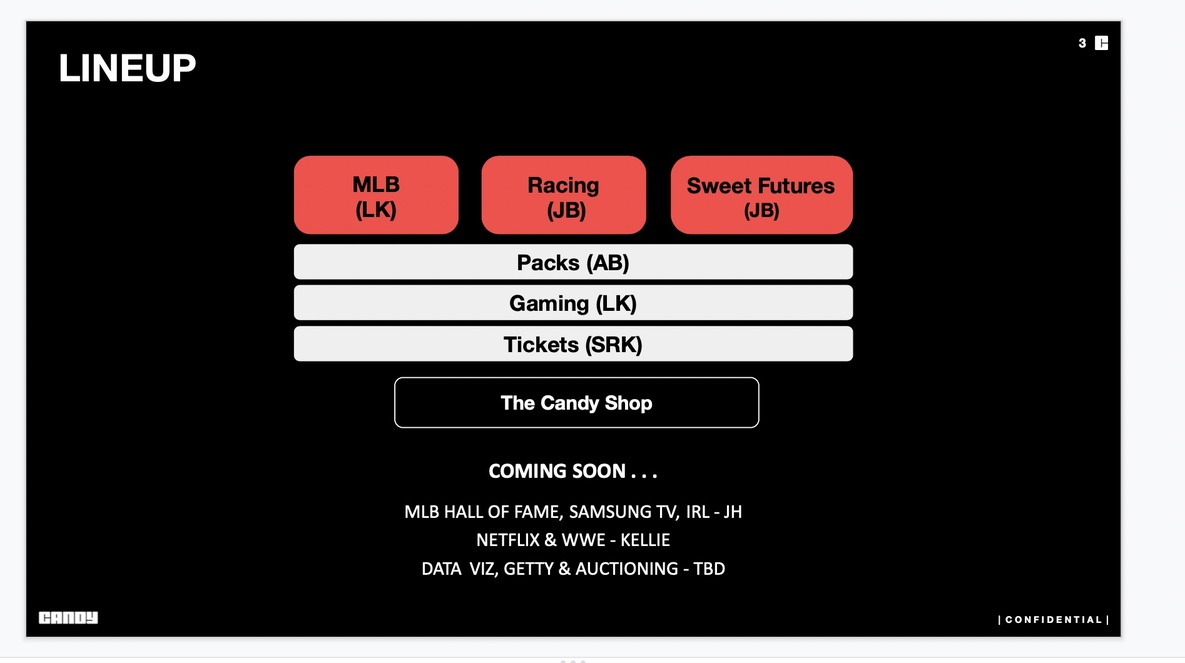 3
LINEUP
MLB
(LK)
Racing
(JB)
Sweet Futures
(JB)
Packs (AB)
Gaming (LK)
Tickets (SRK)
The Candy Shop
COMING SOON . . .
MLB HALL OF FAME, SAMSUNG TV, IRL - JH
NETFLIX & WWE - KELLIE
DATA  VIZ, GETTY & AUCTIONING - TBD
CANDY
| CONFIDENTIAL |